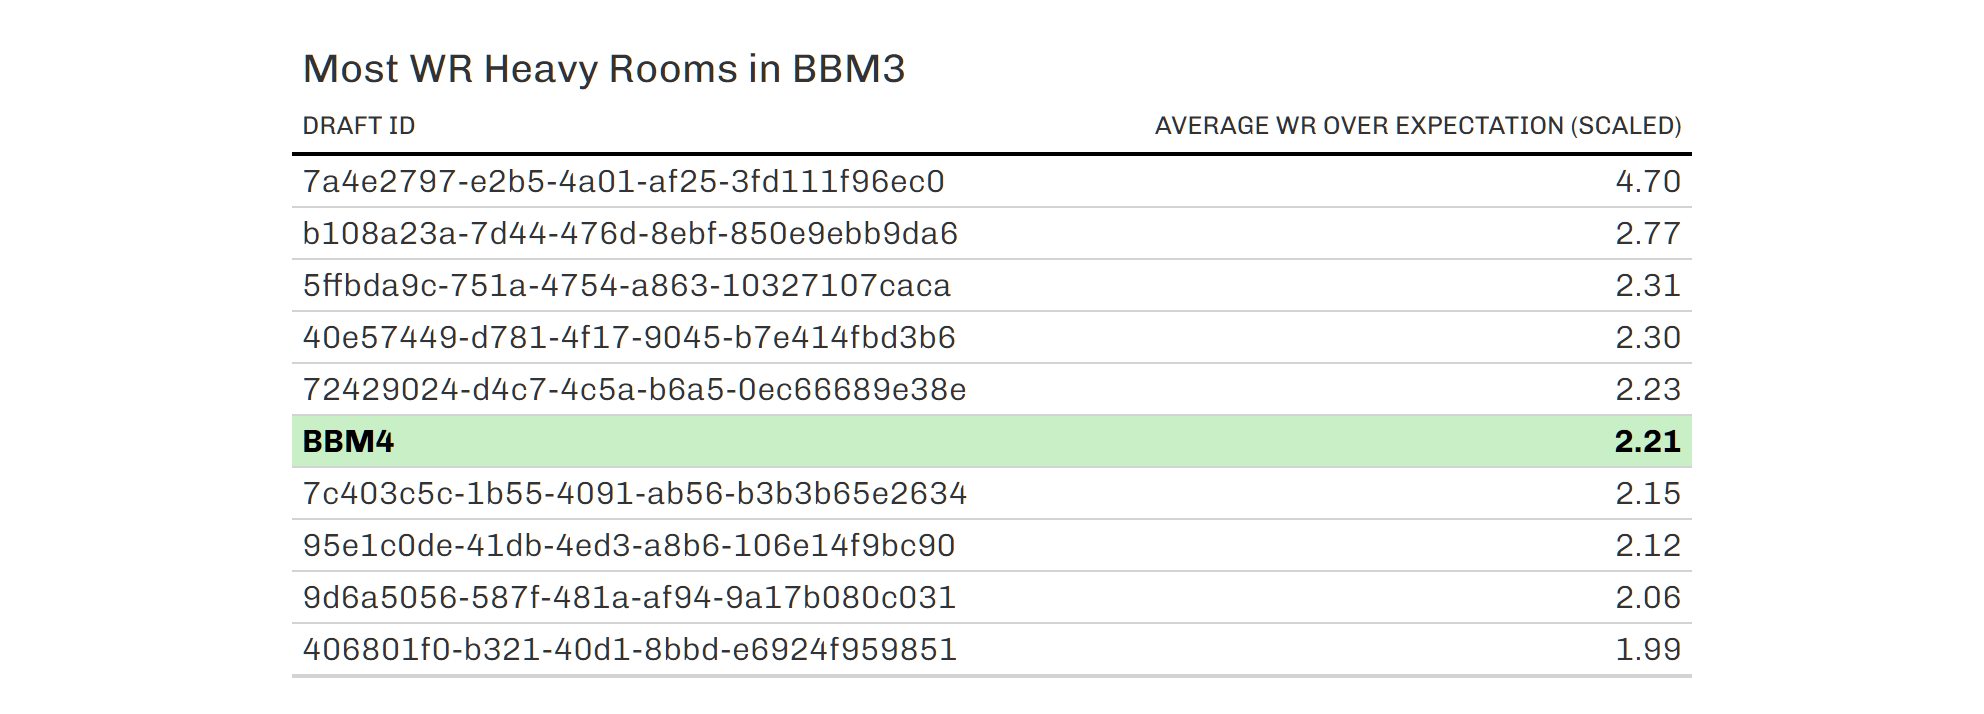 Most WR Heavy Rooms in BBM3
DRAFT ID AVERAGE WR OVER EXPECTATION (SCALED)
7a4e2797-e2b5-4a01-af25-3fd111f96ec0 4.70
b108a23a-7d44-476d-8ebf-850e9ebb9da6 2.77
5ffbda9c-751a-4754-a863-10327107caca 2.31
40e57449-d781-4f17-9045-b7e414fbd3b6 2.30
72429024-d4c7-4c5a-b6a5-0ec66689e38e 2.23
BBM4 2.21
7c403c5c-1b55-4091-ab56-b3b3b65e2634 2.15
95e1c0de-41db-4ed3-a8b6-106e14f9bc90 2.12
9d6a5056-587f-481a-af94-9a17b080c031 2.06
406801f0-b321-40d1-8bbd-e6924f959851 1.99